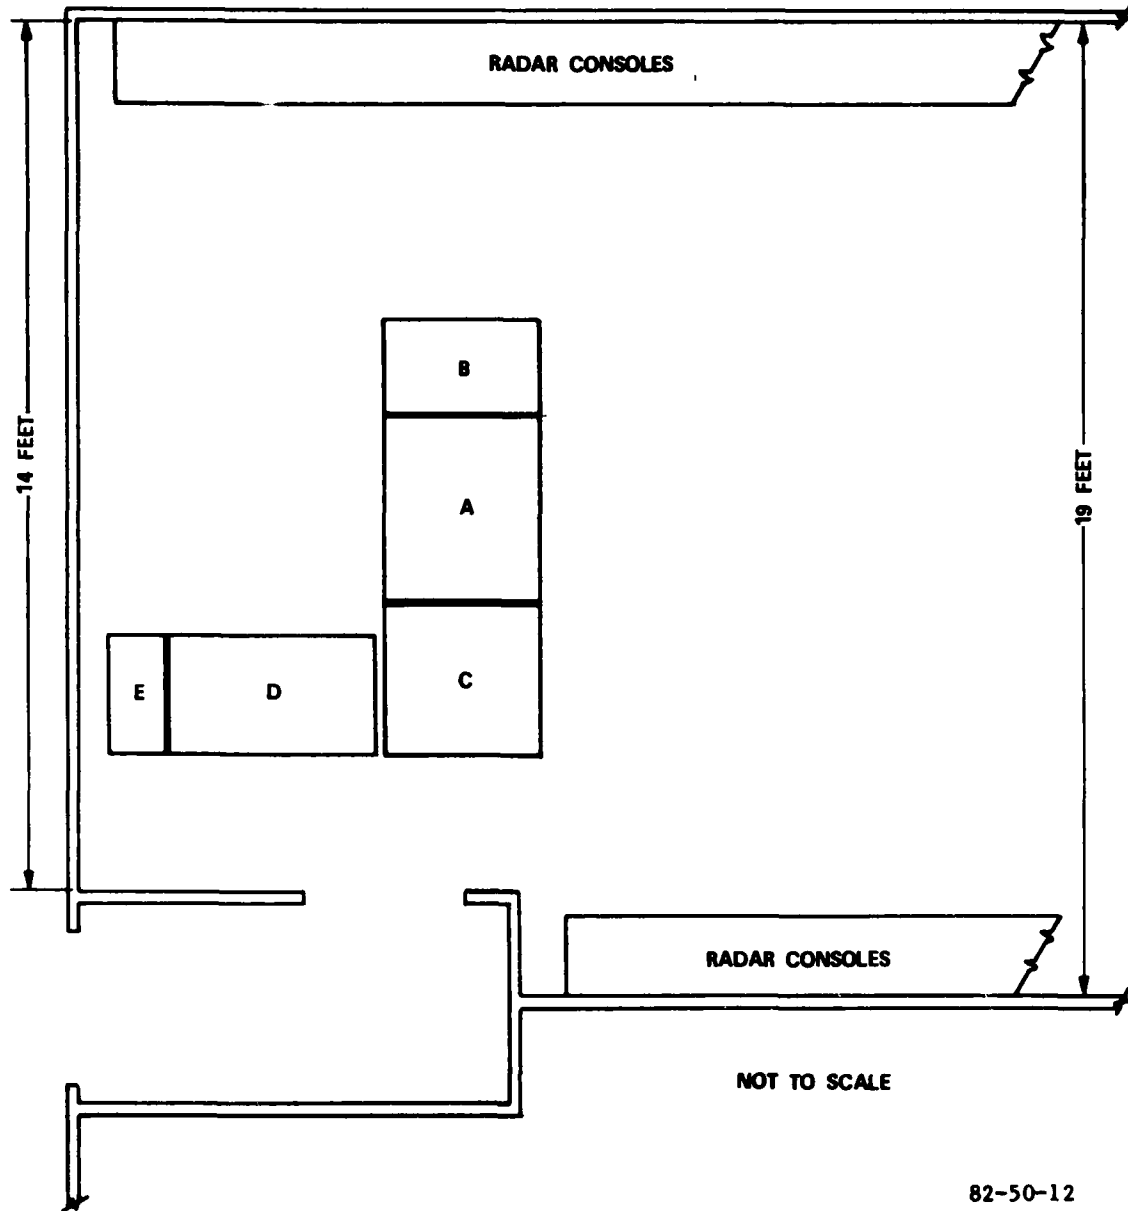 RADAR CONSOLES
14 FEET
19 FEET
B
A
C
E
D
RADAR CONSOLES
NOT TO SCALE
82-50-12